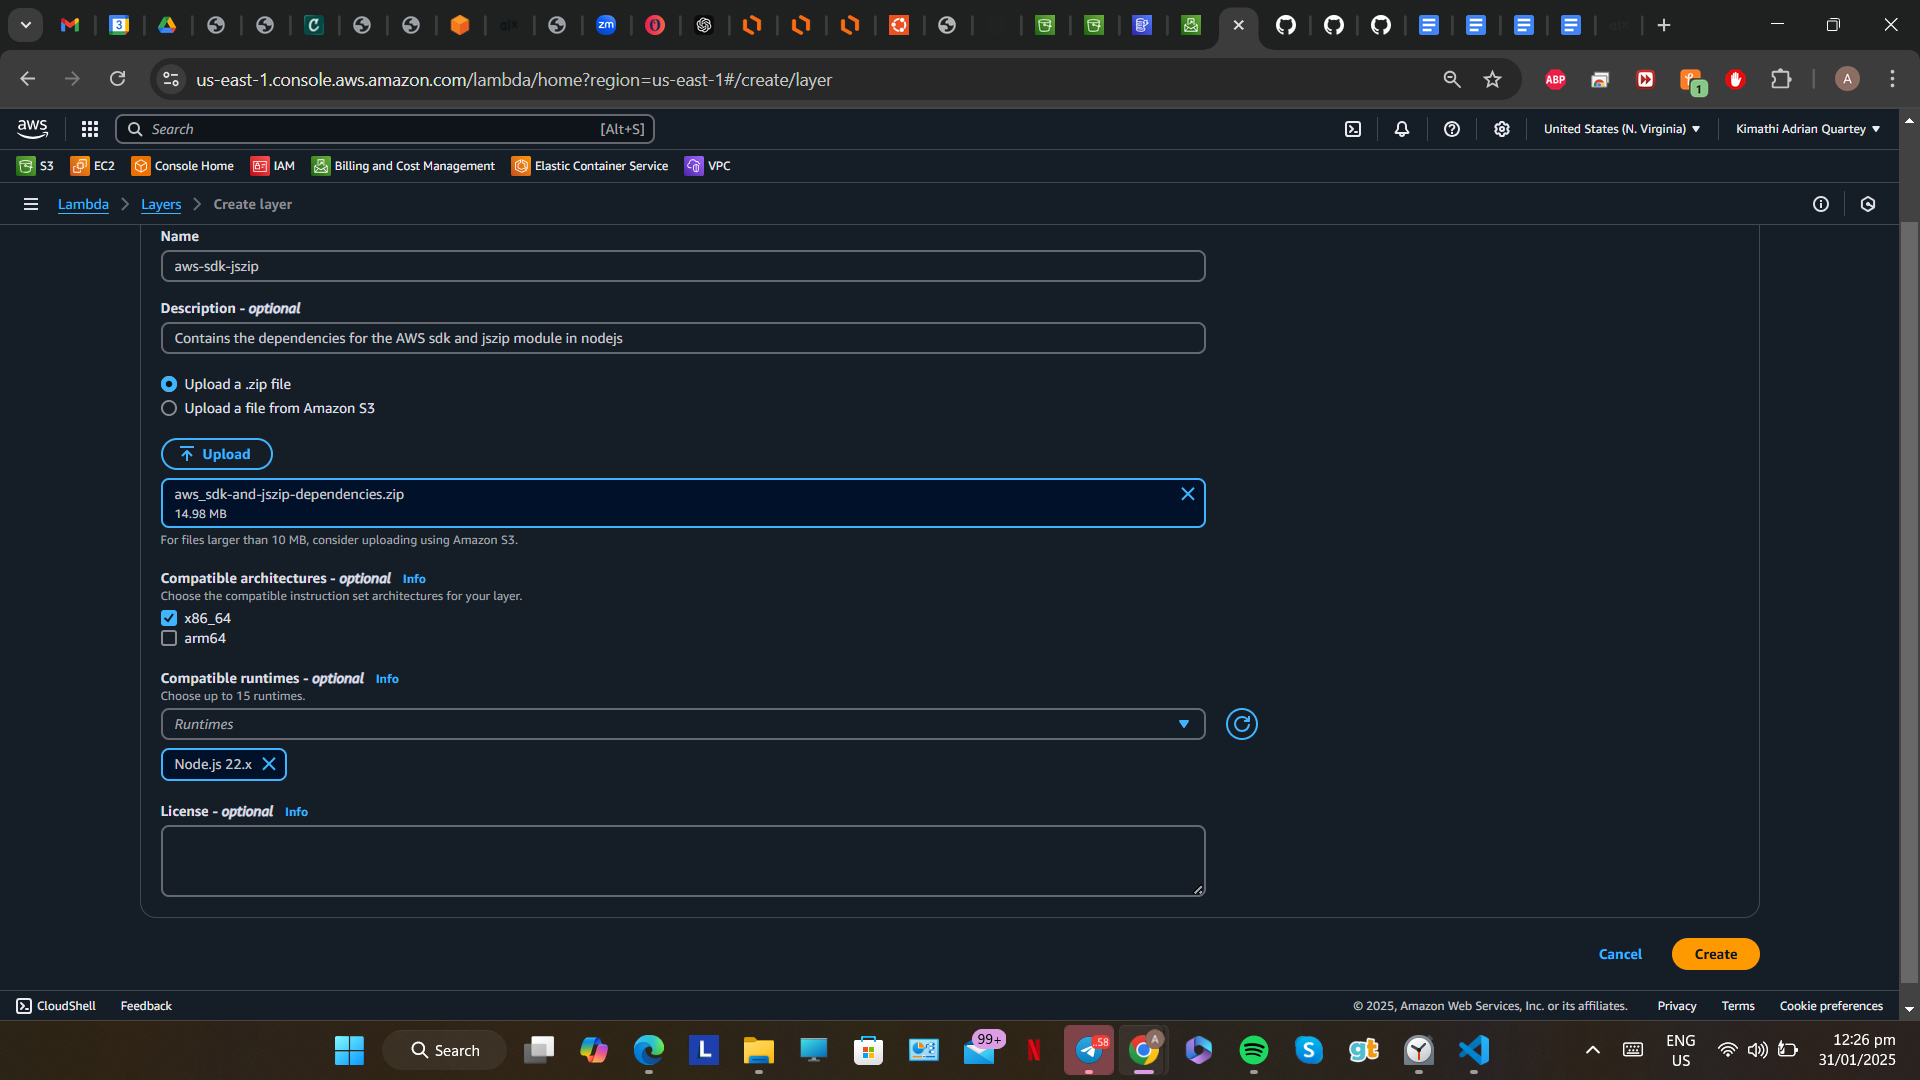 us-east-1.console.aws.amazon.com/lambda/home?region=us-east-1#/create/layer
ABP
1
A
aws
Search
[Alt+S]
United States (N. Virginia)
Kimathi Adrian Quartey
S3
EC2
Console Home
IAM
Billing and Cost Management
Elastic Container Service
VPC
Lambda
Layers
Create layer
Name
aws-sdk-jszip
Description - optional
Contains the dependencies for the AWS sdk and jszip module in nodejs
Upload a .zip file
Upload a file from Amazon S3
Upload
aws_sdk-and-jszip-dependencies.zip
14.98 MB
For files larger than 10 MB, consider uploading using Amazon S3.
Compatible architectures - optional Info
Choose the compatible instruction set architectures for your layer.
x86_64
arm64
Compatible runtimes - optional Info
Choose up to 15 runtimes.
Runtimes
Node.js 22.x
License - optional Info
Cancel
Create
CloudShell
Feedback
© 2025, Amazon Web Services, Inc. or its affiliates.
Privacy
Terms
Cookie preferences
Search
L
99+
N
..58
A
gt
ENG
US
12:26 pm
31/01/2025